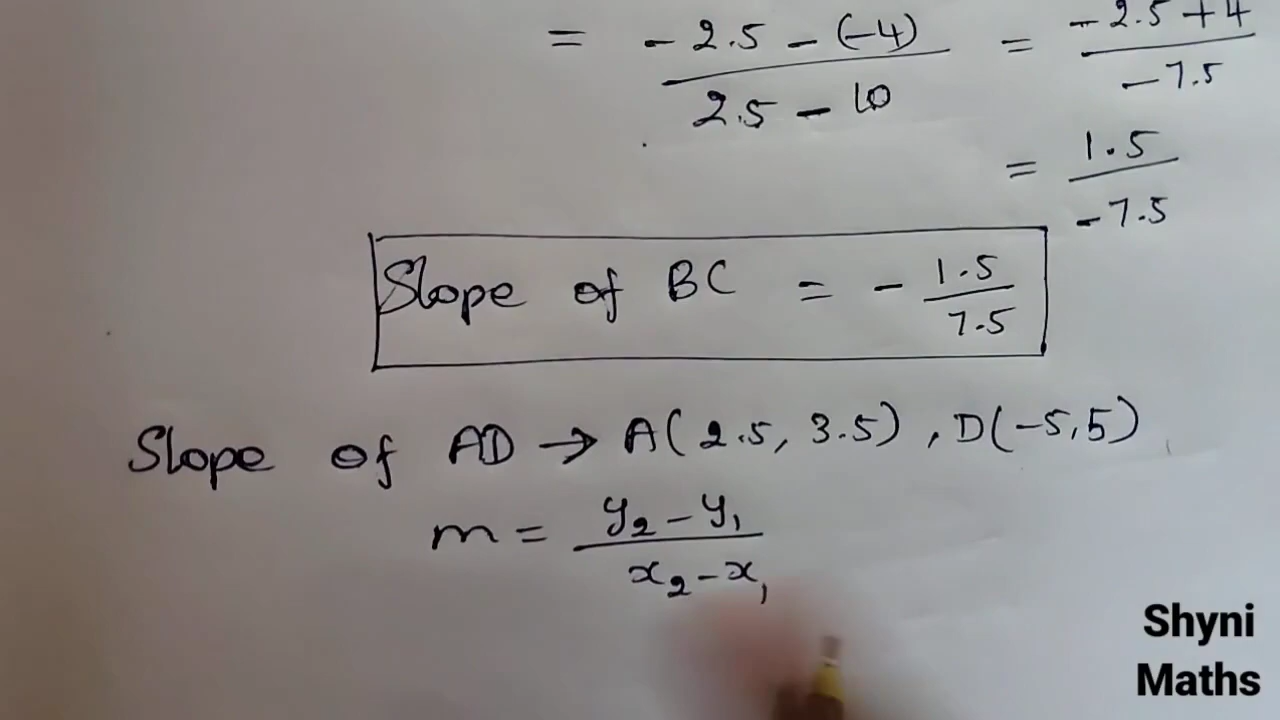 = -2.5-(-4) / 2.5-10 = -2.5+4 / -7.5
= 1.5 / -7.5
Slope of BC = - 1.5 / 7.5
Slope of AD → A(2.5, 3.5), D(-5,5)
m = y₂-y₁ / x₂-x₁
Shyni
Maths